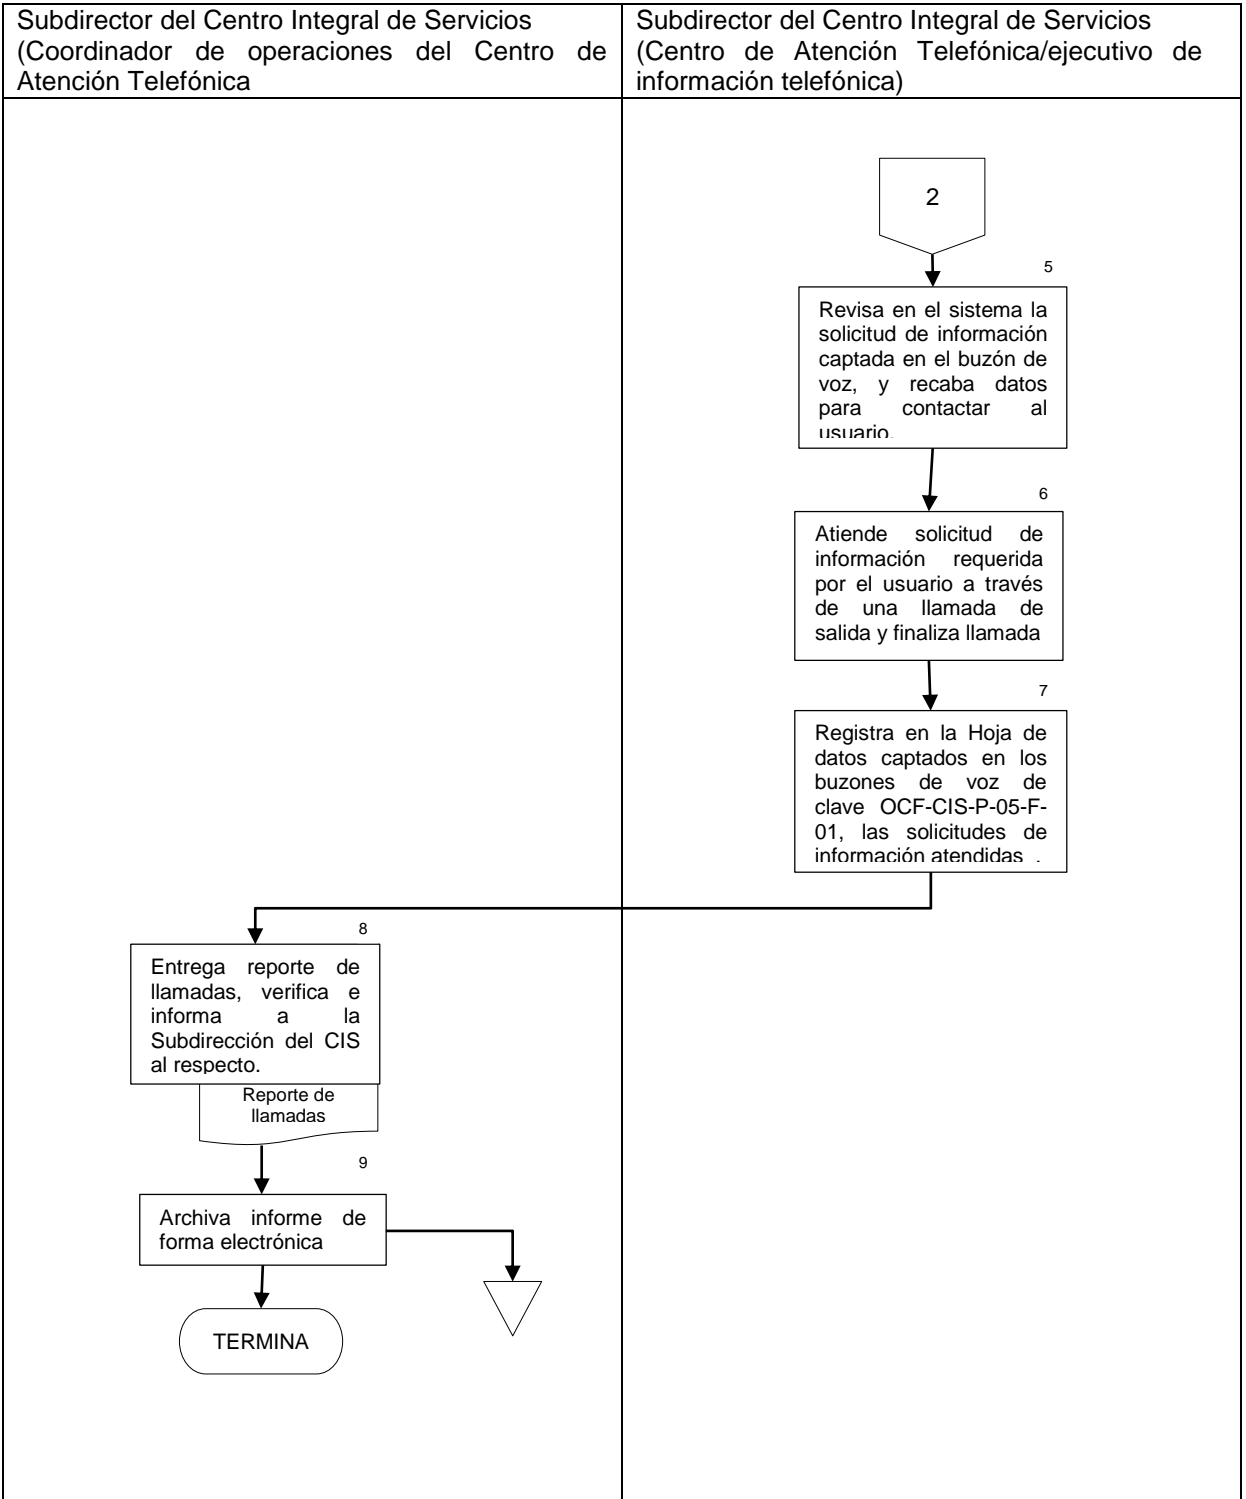 Subdirector del Centro Integral de Servicios
(Coordinador de operaciones del Centro de
Atención Telefónica
Subdirector del Centro Integral de Servicios
(Centro de Atención Telefónica/ejecutivo de
información telefónica)
2
5
Revisa en el sistema la
solicitud de información
captada en el buzón de
voz, y recaba datos
para contactar al
usuario.
6
Atiende solicitud de
información requerida
por el usuario a través
de una llamada de
salida y finaliza llamada
7
Registra en la Hoja de
datos captados en los
buzones de voz de
clave OCF-CIS-P-05-F-
01, las solicitudes de
información atendidas .
8
Entrega reporte de
llamadas, verifica e
informa a la
Subdirección del CIS
al respecto.
Reporte de
llamadas
9
Archiva informe de
forma electrónica
TERMINA